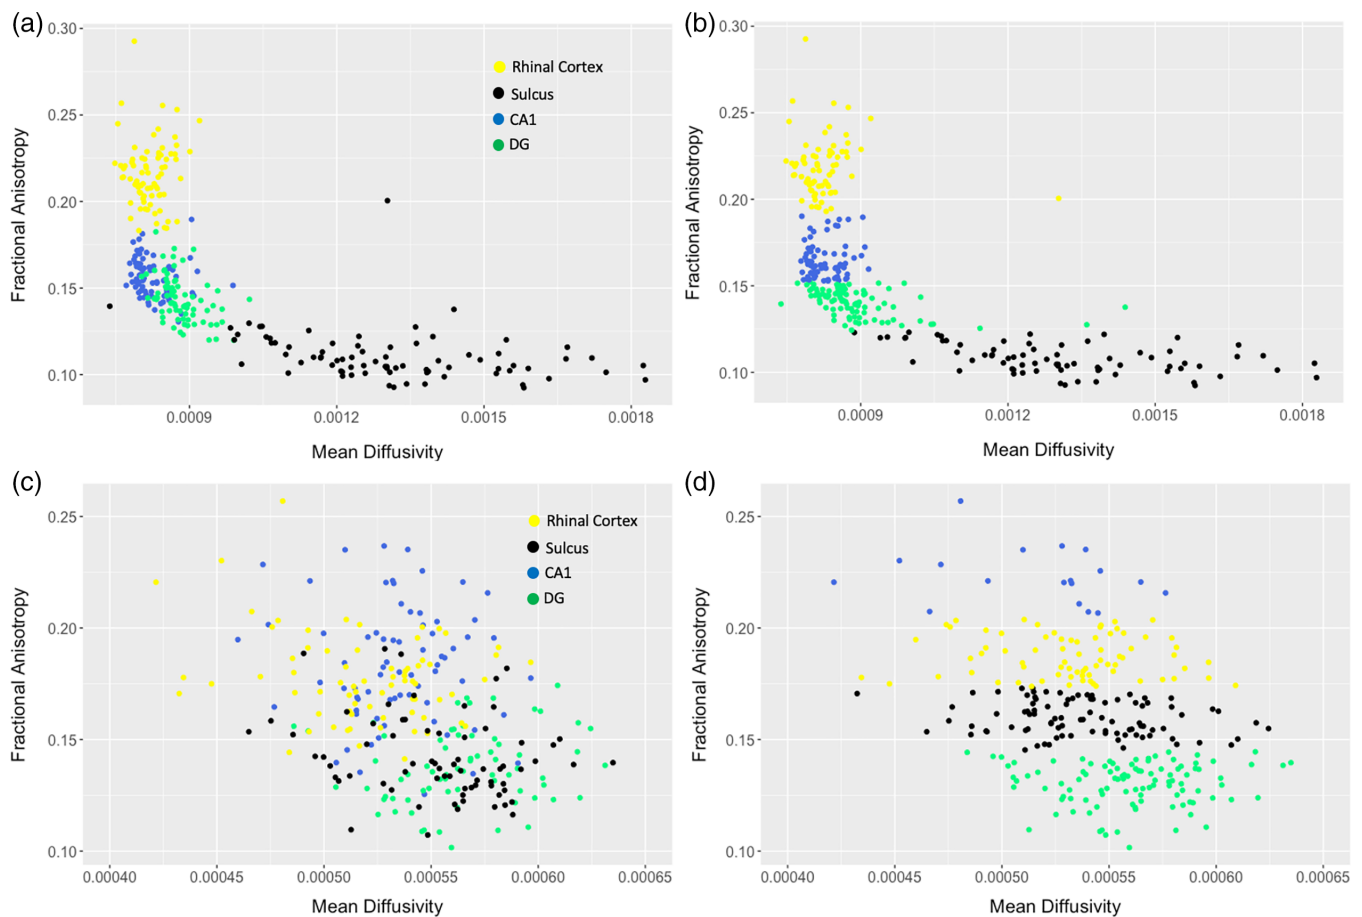 (a)
0.30
0.25
0.20
0.15
0.10
Fractional Anisotropy
Rhinal Cortex
Sulcus
CA1
DG
0.0009 0.0012 0.0015 0.0018
Mean Diffusivity
(b)
0.30
0.25
0.20
0.15
0.10
Fractional Anisotropy
0.0009 0.0012 0.0015 0.0018
Mean Diffusivity
(c)
0.25
0.20
0.15
0.10
Fractional Anisotropy
Rhinal Cortex
Sulcus
CA1
DG
0.00040 0.00045 0.00050 0.00055 0.00060 0.00065
Mean Diffusivity
(d)
0.25
0.20
0.15
0.10
Fractional Anisotropy
0.00040 0.00045 0.00050 0.00055 0.00060 0.00065
Mean Diffusivity